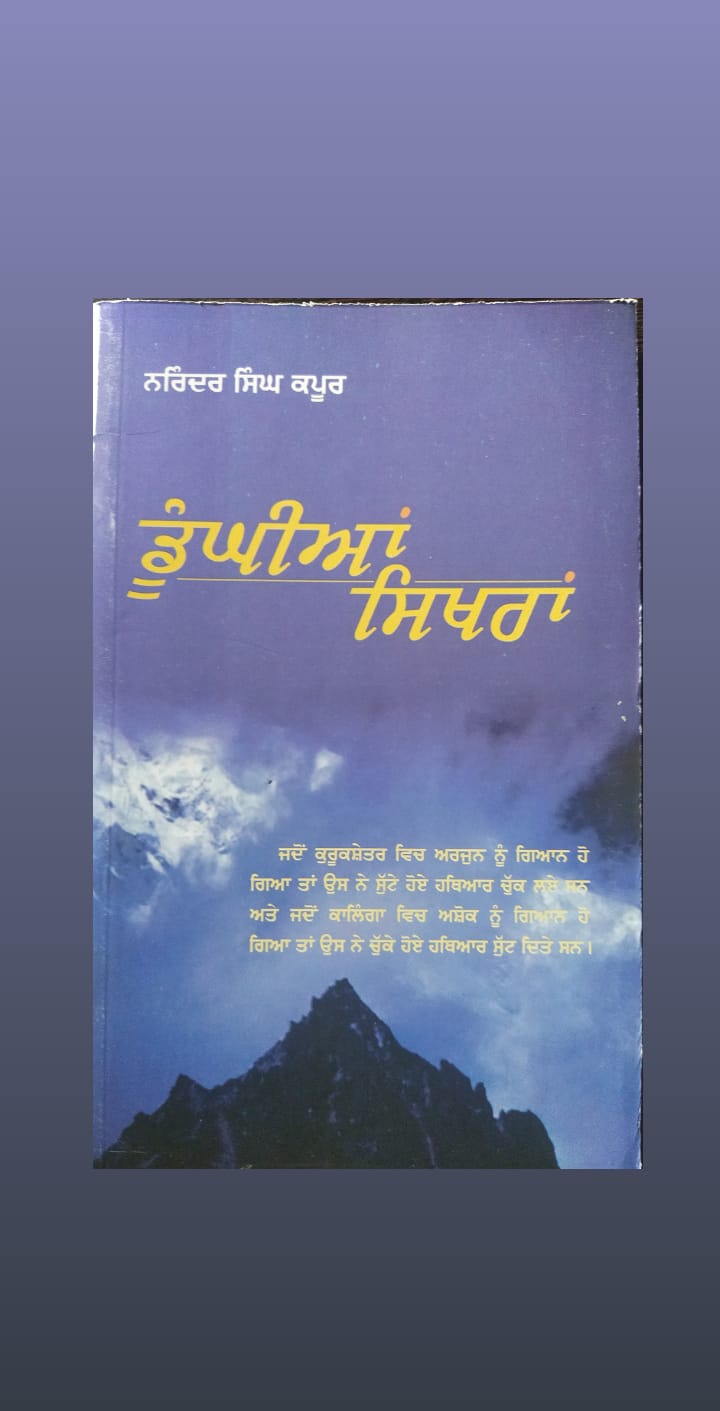 ਨਰਿੰਦਰ ਸਿੰਘ ਕਪੂਰ
ਡੂੰਘੀਆਂ
ਸਿਖਰਾਂ
ਜਦੋਂ ਕੁਰੂਕਸ਼ੇਤਰ ਵਿਚ ਅਰਜੁਨ ਨੂੰ ਗਿਆਨ ਹੋ
ਗਿਆ ਤਾਂ ਉਸ ਨੇ ਸੁੱਟੇ ਹੋਏ ਹਥਿਆਰ ਚੁੱਕ ਲਏ ਸਨ
ਅਤੇ ਜਦੋਂ ਕਾਲਿੰਗਾ ਵਿਚ ਅਸ਼ੋਕ ਨੂੰ ਗਿਆਨ ਹੋ
ਗਿਆ ਤਾਂ ਉਸ ਨੇ ਚੁੱਕੇ ਹੋਏ ਹਥਿਆਰ ਸੁੱਟ ਦਿਤੇ ਸਨ।